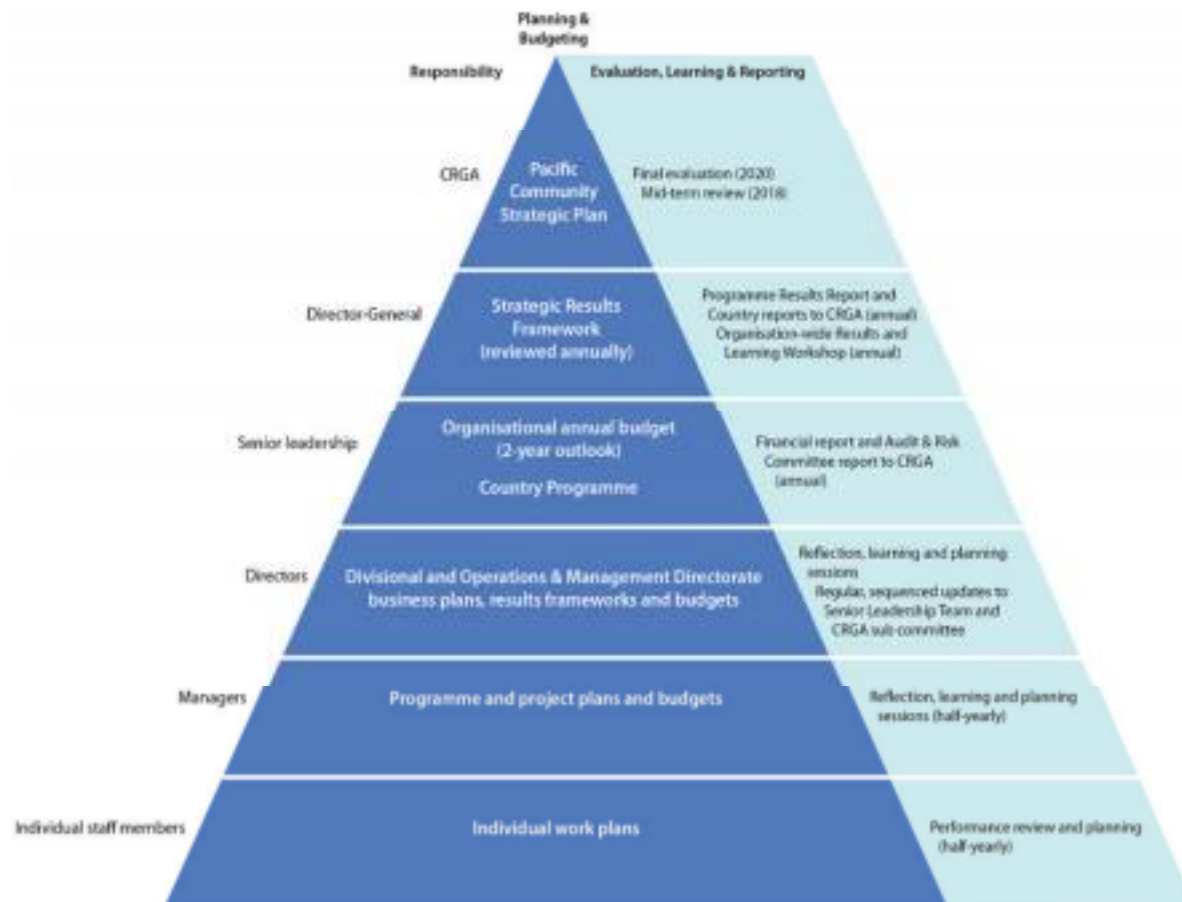 Planning &
Budgeting
Responsibility
Evaluation, Learning & Reporting
CRGA
Pacific
Community
Strategic Plan
Final evaluation (2020)
Mid-term review (2018)
Director-General
Strategic Results
Framework
(reviewed annually)
Programme Results Report and
Country reports to CRGA (annual)
Organisation-wide Results and
Learning Workshop (annual)
Senior leadership
Organisational annual budget
(2-year outlook)
Country Programme
Financial report and Audit & Risk
Committee report to CRGA
(annual)
Directors
Divisional and Operations & Management Directorate
business plans, results frameworks and budgets
Reflection, learning and planning
sessions
Regular, sequenced updates to
Senior Leadership Team and
CRGA sub-committee
Managers
Programme and project plans and budgets
Reflection, learning and planning
sessions (half-yearly)
Individual staff members
Individual work plans
Performance review and planning
(half-yearly)